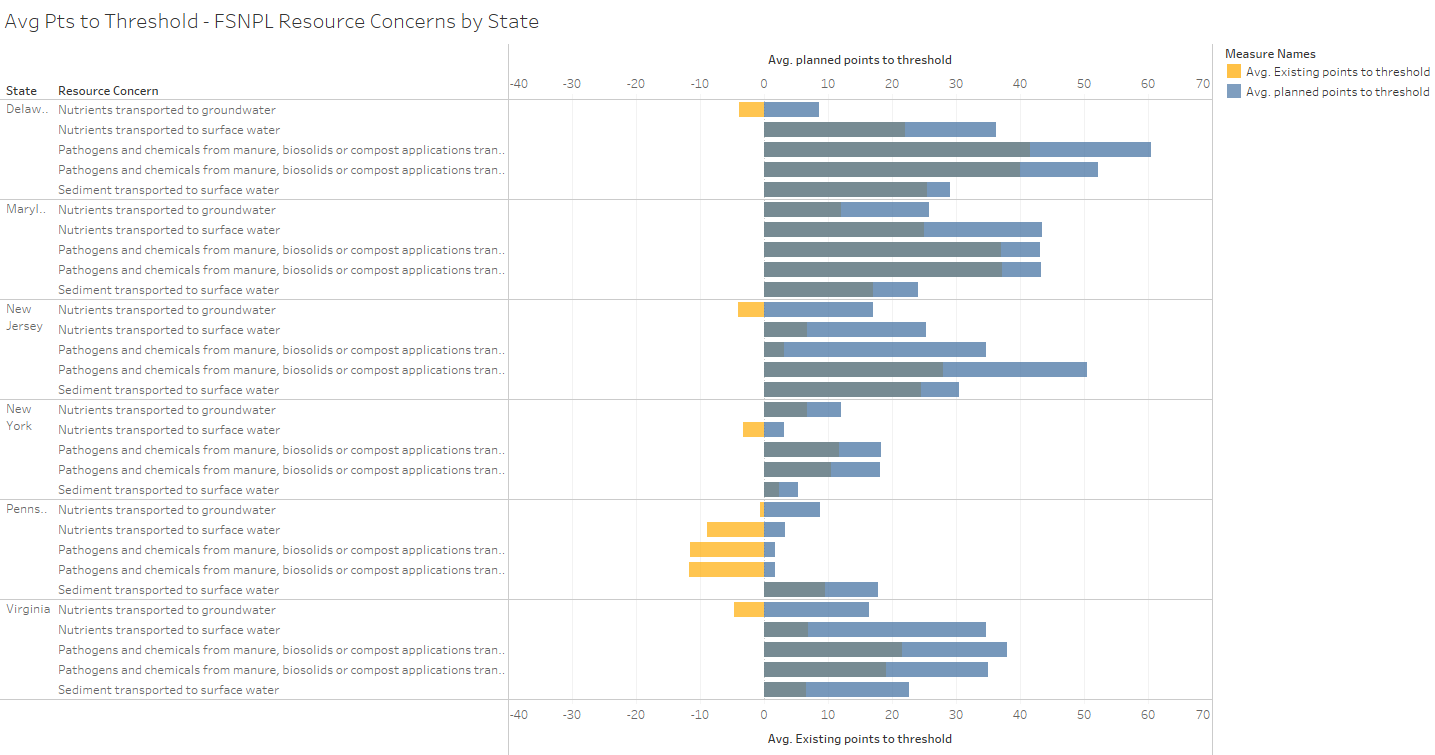 Avg Pts to Threshold - FSNPL Resource Concerns by State
Avg. planned points to threshold
-40 -30 -20 -10 0 10 20 30 40 50 60 70
State Resource Concern
Measure Names
Avg. Existing points to threshold
Avg. planned points to threshold
Delaw.. Nutrients transported to groundwater
Nutrients transported to surface water
Pathogens and chemicals from manure, biosolids or compost applications tran..
Pathogens and chemicals from manure, biosolids or compost applications tran..
Sediment transported to surface water
Maryl.. Nutrients transported to groundwater
Nutrients transported to surface water
Pathogens and chemicals from manure, biosolids or compost applications tran..
Pathogens and chemicals from manure, biosolids or compost applications tran..
Sediment transported to surface water
New Nutrients transported to groundwater
Jersey Nutrients transported to surface water
Pathogens and chemicals from manure, biosolids or compost applications tran..
Pathogens and chemicals from manure, biosolids or compost applications tran..
Sediment transported to surface water
New Nutrients transported to groundwater
York Nutrients transported to surface water
Pathogens and chemicals from manure, biosolids or compost applications tran..
Pathogens and chemicals from manure, biosolids or compost applications tran..
Sediment transported to surface water
Penns.. Nutrients transported to groundwater
Nutrients transported to surface water
Pathogens and chemicals from manure, biosolids or compost applications tran..
Pathogens and chemicals from manure, biosolids or compost applications tran..
Sediment transported to surface water
Virginia Nutrients transported to groundwater
Nutrients transported to surface water
Pathogens and chemicals from manure, biosolids or compost applications tran..
Pathogens and chemicals from manure, biosolids or compost applications tran..
Sediment transported to surface water
-40 -30 -20 -10 0 10 20 30 40 50 60 70
Avg. Existing points to threshold